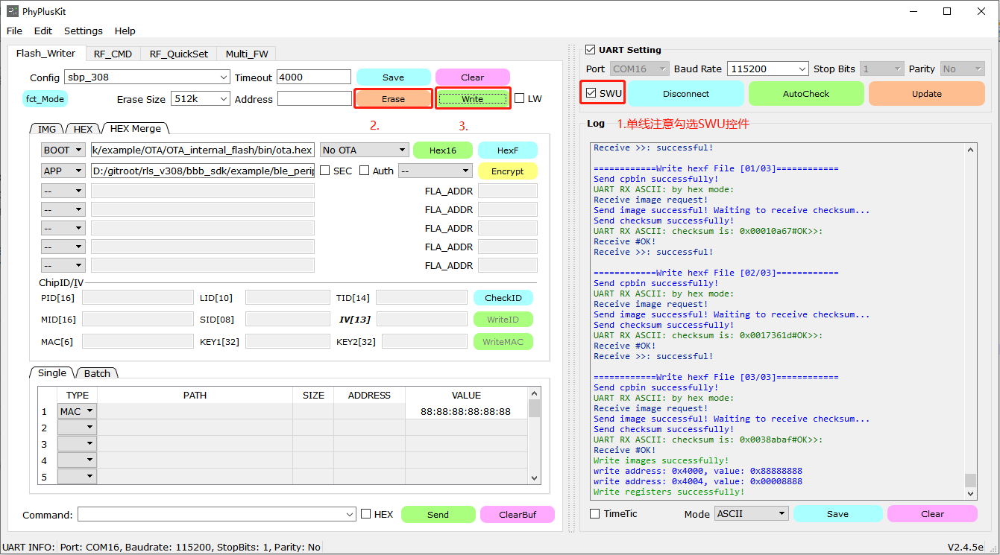 PhyPlusKit
File Edit Settings Help
Flash_Writer RF_CMD RF_QuickSet Multi_FW
Config sbp_308 Timeout 4000 Save Clear
fct_Mode Erase Size 512k Address Erase Write LW
2. 3.
IMG HEX HEX Merge
BOOT k/example/OTA/OTA_internal_flash/bin/ota.hex No OTA Hex16 HexF
APP D:/gitroot/rls_v308/bbb_sdk/example/ble_perip SEC Auth -- Encrypt
-- FLA_ADDR
-- FLA_ADDR
-- FLA_ADDR
-- FLA_ADDR
-- FLA_ADDR
ChipID/IV
PID[16] LID[10] TID[14] CheckID
MID[16] SID[08] IV[13] WriteID
MAC[6] KEY1[32] KEY2[32] WriteMAC
Single Batch
TYPE PATH SIZE ADDRESS VALUE
1 MAC 88:88:88:88:88:88
2
3
4
5
Command: HEX Send ClearBuf
UART Setting
Port COM16 Baud Rate 115200 Stop Bits 1 Parity No
SWU Disconnect AutoCheck Update
Log 1.单线注意勾选SWU控件
Receive >>: successful!
============Write hexf File [01/03]============
Send cpbin successfully!
UART RX ASCII: by hex mode:
Receive image request!
Send image successful! Waiting to receive checksum...
Send checksum successfully!
UART RX ASCII: checksum is: 0x00010a67#OK>>:
Receive #OK!
Receive >>: successful!
============Write hexf File [02/03]============
Send cpbin successfully!
UART RX ASCII: by hex mode:
Receive image request!
Send image successful! Waiting to receive checksum...
Send checksum successfully!
UART RX ASCII: checksum is: 0x0017361d#OK>>:
Receive #OK!
Receive >>: successful!
============Write hexf File [03/03]============
Send cpbin successfully!
UART RX ASCII: by hex mode:
Receive image request!
Send image successful! Waiting to receive checksum...
Send checksum successfully!
UART RX ASCII: checksum is: 0x0038abaf#OK>>:
Receive #OK!
Write images successfully!
write address: 0x4000, value: 0x88888888
write address: 0x4004, value: 0x00008888
Write registers successfully!
TimeTic Mode ASCII Save Clear
UART INFO: Port: COM16, Baudrate: 115200, StopBits: 1, Parity: No V2.4.5e